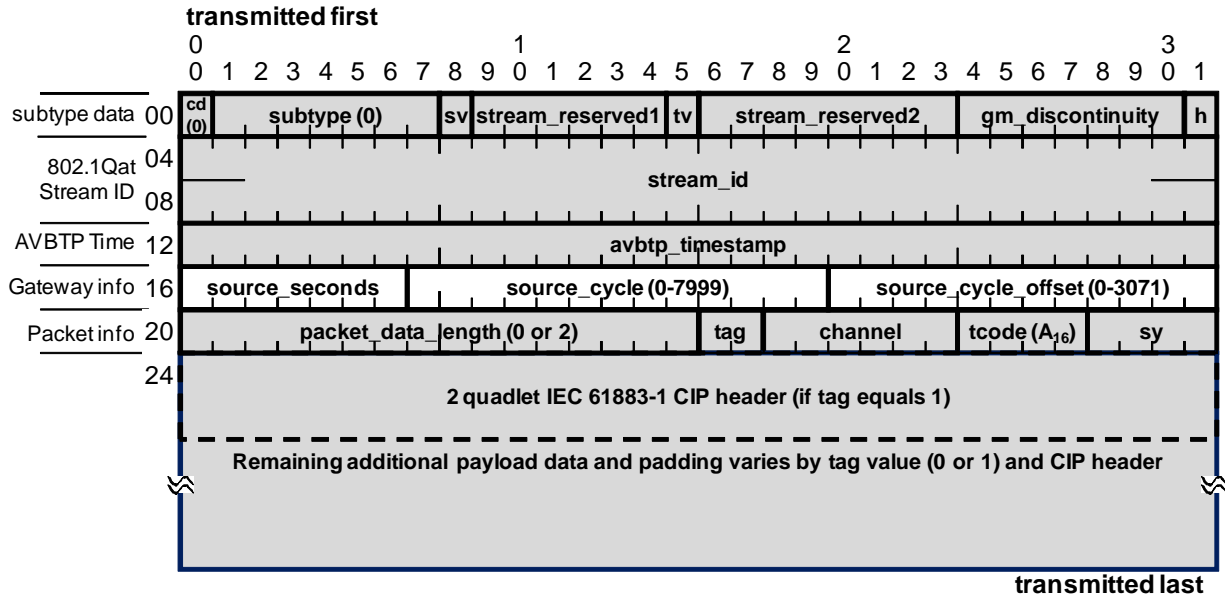 transmitted first
0 1 2 3
0 1 2 3 4 5 6 7 8 9 0 1 2 3 4 5 6 7 8 9 0 1 2 3 4 5 6 7 8 9 0 1
subtype data 00 cd (0) subtype (0) sv stream_reserved1 tv stream_reserved2 gm_discontinuity h
802.1Qat Stream ID 04 08 stream_id
AVBTP Time 12 avbtp_timestamp
Gateway info 16 source_seconds source_cycle (0-7999) source_cycle_offset (0-3071)
Packet info 20 packet_data_length (0 or 2) tag channel tcode (A16) sy
24
2 quadlet IEC 61883-1 CIP header (if tag equals 1)
Remaining additional payload data and padding varies by tag value (0 or 1) and CIP header
transmitted last